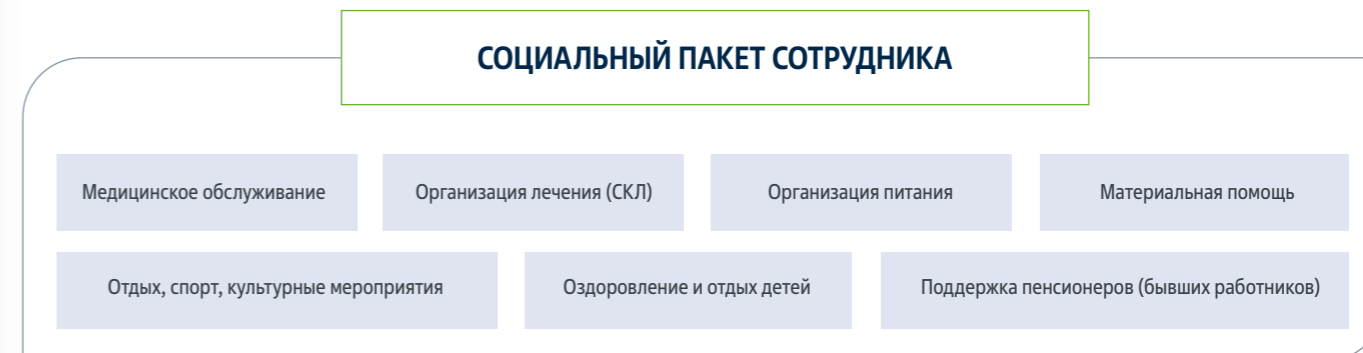 СОЦИАЛЬНЫЙ ПАКЕТ СОТРУДНИКА
Медицинское обслуживание
Организация лечения (СКЛ)
Организация питания
Материальная помощь
Отдых, спорт, культурные мероприятия
Оздоровление и отдых детей
Поддержка пенсионеров (бывших работников)